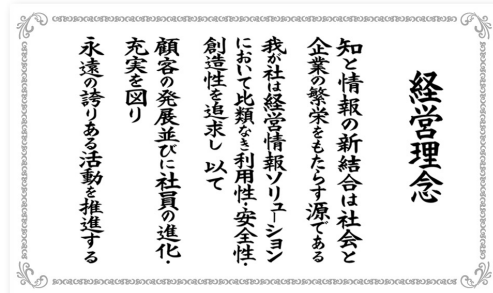 経営理念
知と情報の新結合は社会と
企業の繁栄をもたらす源である
我が社は経営情報ソリューション
において比類なき利用性・安全性・
創造性を追求し 以て
顧客の発展並びに社員の進化・
充実を図り
永遠の誇りある活動を推進する